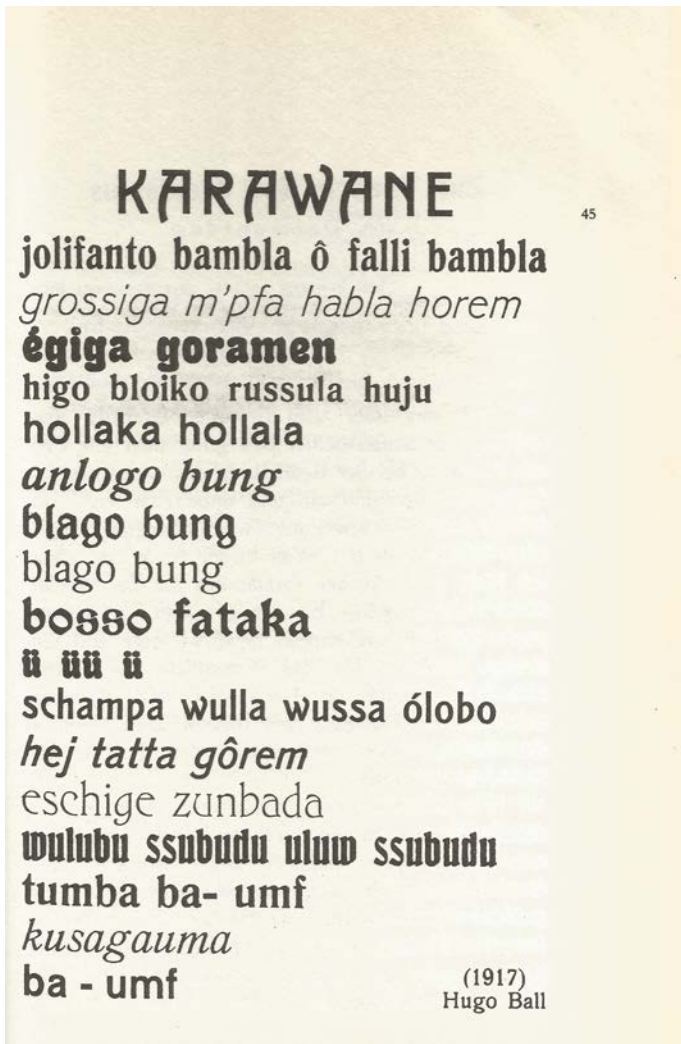 KARAWANE
45
jolifanto bambla ô falli bambla
grossiga m'pfa habla horem
égiga goramen
higo bloiko russula huju
hollaka hollala
anlogo bung
blago bung
blago bung
bosso fataka
ü üü ü
schampa wulla wussa ólobo
hej tatta gôrem
eschige zunbada
wulubu ssubudu uluw ssubudu
tumba ba- umf
kusagauma
ba - umf
(1917)
Hugo Ball